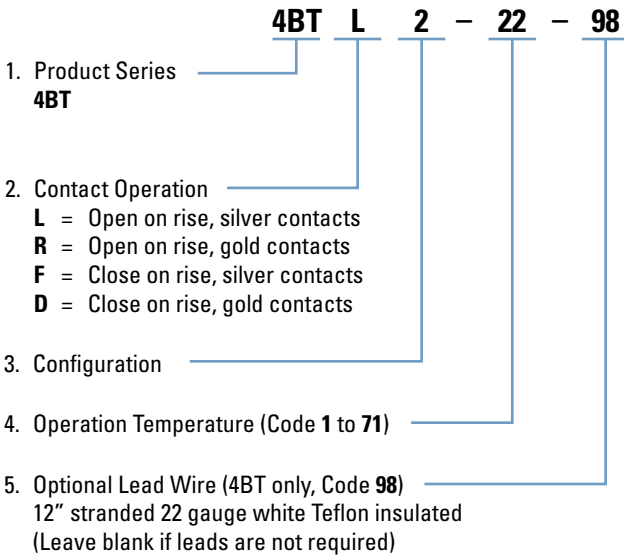 4BT L 2 – 22 – 98
1. Product Series
4BT
2. Contact Operation
L = Open on rise, silver contacts
R = Open on rise, gold contacts
F = Close on rise, silver contacts
D = Close on rise, gold contacts
3. Configuration
4. Operation Temperature (Code 1 to 71)
5. Optional Lead Wire (4BT only, Code 98)
12” stranded 22 gauge white Teflon insulated
(Leave blank if leads are not required)